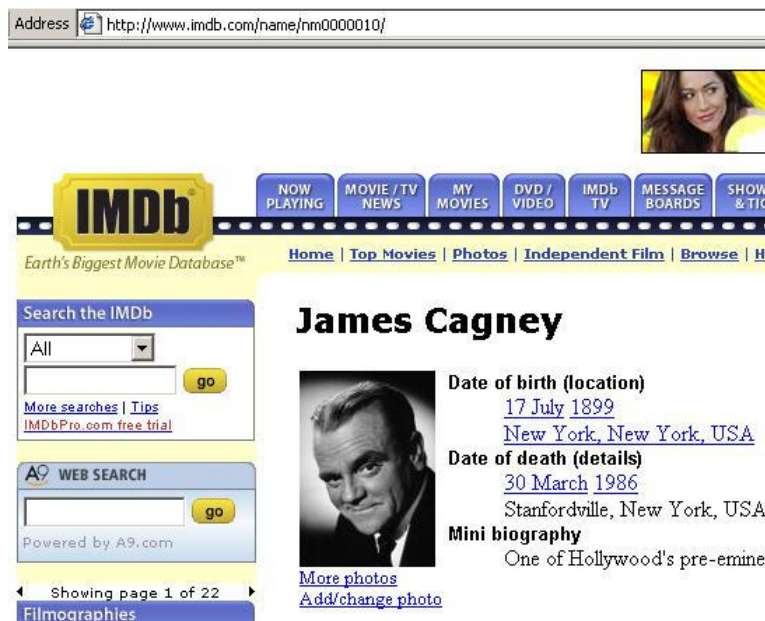 Address http://www.imdb.com/name/nm0000010/
NOW PLAYING
MOVIE / TV NEWS
MY MOVIES
DVD / VIDEO
IMDb TV
MESSAGE BOARDS
SHOW
& TIC
IMDb
Earth's Biggest Movie Database™
Home | Top Movies | Photos | Independent Film | Browse | H
Search the IMDb
All
go
More searches | Tips
IMDbPro.com free trial
A9 WEB SEARCH
go
Powered by A9.com
Showing page 1 of 22
Filmographies
James Cagney
Date of birth (location)
17 July 1899
New York, New York, USA
Date of death (details)
30 March 1986
Stanfordville, New York, USA
Mini biography
One of Hollywood's pre-emine
More photos
Add/change photo